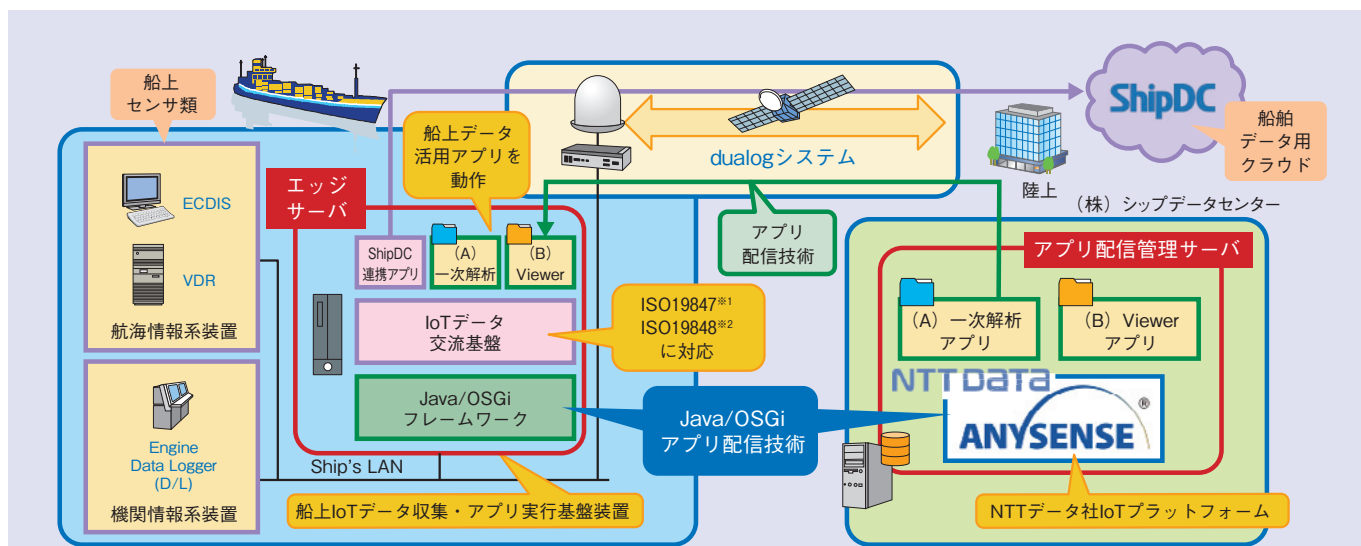 船上
センサ類
ECDIS
VDR
航海情報系装置
Engine
Data Logger
(D/L)
機関情報系装置
エッジ
サーバ
船上データ
活用アプリを
動作
ShipDC
連携アプリ
(A)
一次解析
(B)
Viewer
IoTデータ
交流基盤
Java/OSGi
フレームワーク
Ship's LAN
船上IoTデータ収集・アプリ実行基盤装置
ISO19847※1
ISO19848※2
に対応
dualogシステム
アプリ
配信技術
Java/OSGi
アプリ配信技術
陸上
ShipDC
船舶
データ用
クラウド
（株）シップデータセンター
アプリ配信管理サーバ
(A) 一次解析
アプリ
(B) Viewer
アプリ
NTT DATA
ANYSENSE®
NTTデータ社IoTプラットフォーム